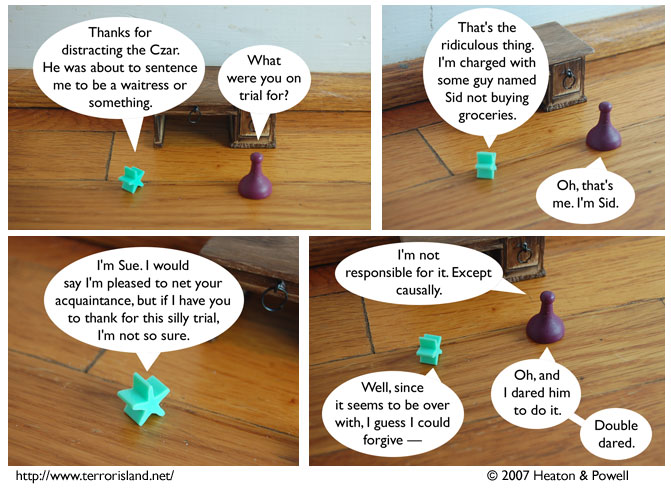 Thanks for
distracting the Czar.
He was about to sentence
me to be a waitress or
something.
What
were you on
trial for?
That's the
ridiculous thing.
I'm charged with
some guy named
Sid not buying
groceries.
Oh, that's
me. I'm Sid.
I'm Sue. I would
say I'm pleased to net your
acquaintance, but if I have you
to thank for this silly trial,
I'm not so sure.
I'm not
responsible for it. Except
causally.
Well, since
it seems to be over
with, I guess I could
forgive —
Oh, and
I dared him
to do it.
Double
dared.
http://www.terrorisland.net/
© 2007 Heaton & Powell